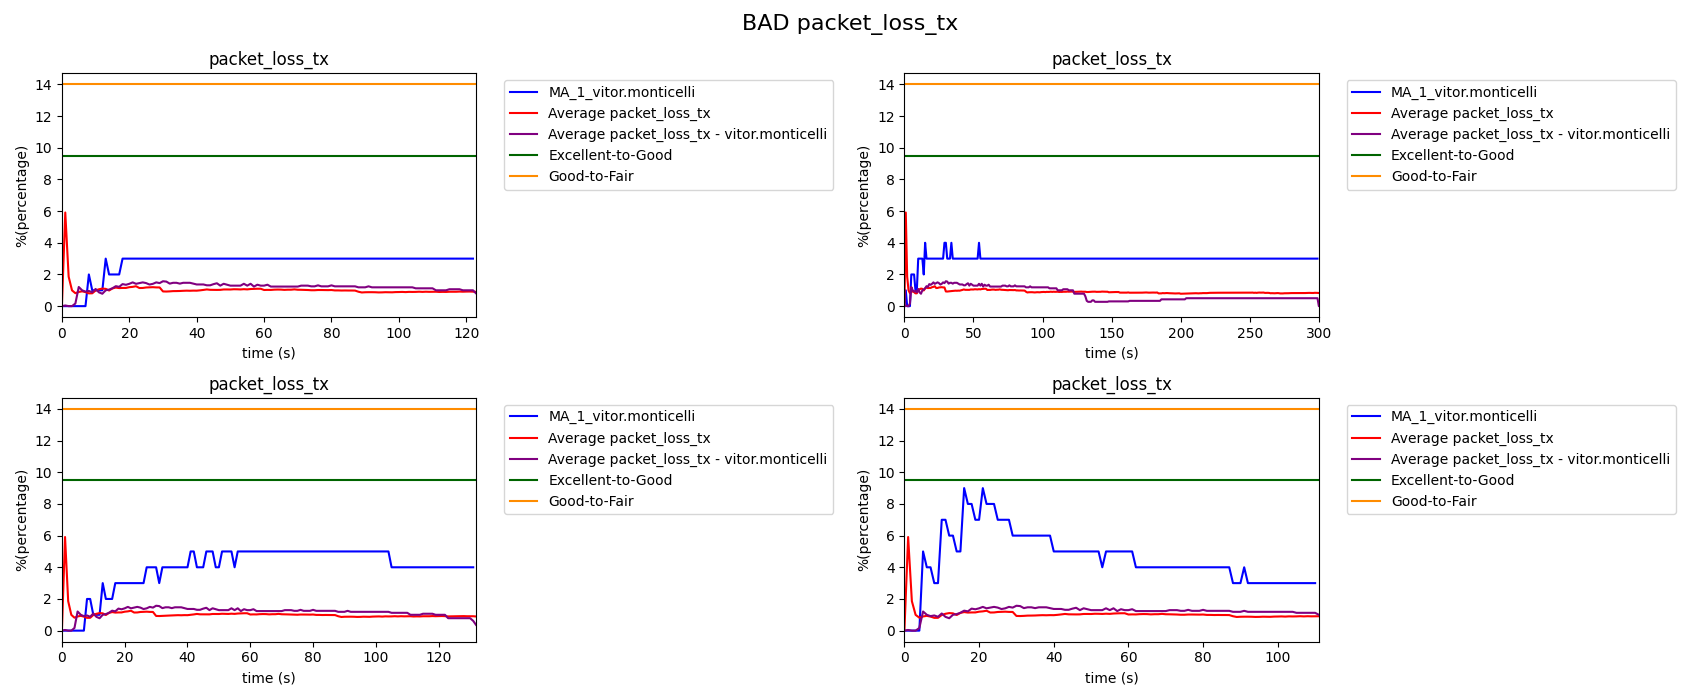 BAD packet_loss_tx
packet_loss_tx
%(percentage)
14
12
10
8
6
4
2
0
0 20 40 60 80 100 120
time (s)
MA_1_vitor.monticelli
Average packet_loss_tx
Average packet_loss_tx - vitor.monticelli
Excellent-to-Good
Good-to-Fair
packet_loss_tx
%(percentage)
14
12
10
8
6
4
2
0
0 50 100 150 200 250 300
time (s)
MA_1_vitor.monticelli
Average packet_loss_tx
Average packet_loss_tx - vitor.monticelli
Excellent-to-Good
Good-to-Fair
packet_loss_tx
%(percentage)
14
12
10
8
6
4
2
0
0 20 40 60 80 100 120
time (s)
MA_1_vitor.monticelli
Average packet_loss_tx
Average packet_loss_tx - vitor.monticelli
Excellent-to-Good
Good-to-Fair
packet_loss_tx
%(percentage)
14
12
10
8
6
4
2
0
0 20 40 60 80 100
time (s)
MA_1_vitor.monticelli
Average packet_loss_tx
Average packet_loss_tx - vitor.monticelli
Excellent-to-Good
Good-to-Fair